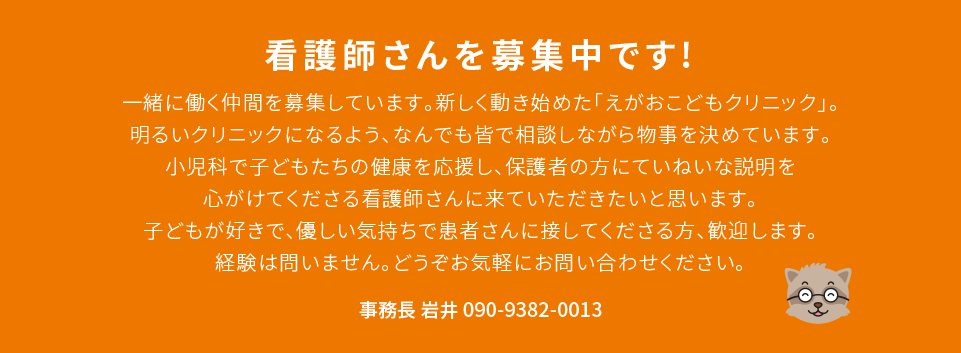 看護師さんを募集中です!
一緒に働く仲間を募集しています。新しく動き始めた「えがおこどもクリニック」。
明るいクリニックになるよう、なんでも皆で相談しながら物事を決めています。
小児科で子どもたちの健康を応援し、保護者の方にていねいな説明を
心がけてくださる看護師さんに来ていただきたいと思います。
子どもが好きで、優しい気持ちで患者さんに接してくださる方、歓迎します。
経験は問いません。どうぞお気軽にお問い合わせください。
事務長 岩井 090-9382-0013